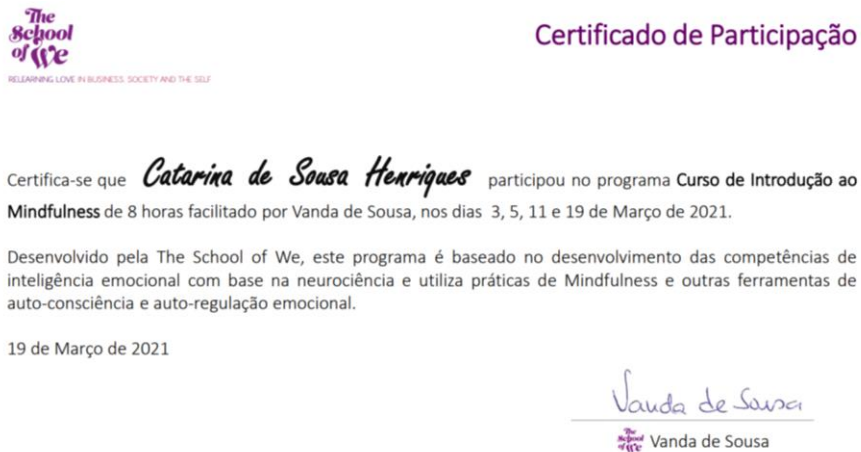 The
School
of We
RELEARNING LOVE IN BUSINESS, SOCIETY AND THE SELF
Certificado de Participação
Certifica-se que Catarina de Sousa Henriques participou no programa Curso de Introdução ao
Mindfulness de 8 horas facilitado por Vanda de Sousa, nos dias 3, 5, 11 e 19 de Março de 2021.
Desenvolvido pela The School of We, este programa é baseado no desenvolvimento das competências de
inteligência emocional com base na neurociência e utiliza práticas de Mindfulness e outras ferramentas de
auto-consciência e auto-regulação emocional.
19 de Março de 2021
Vanda de Sousa
The
School
of We
Vanda de Sousa